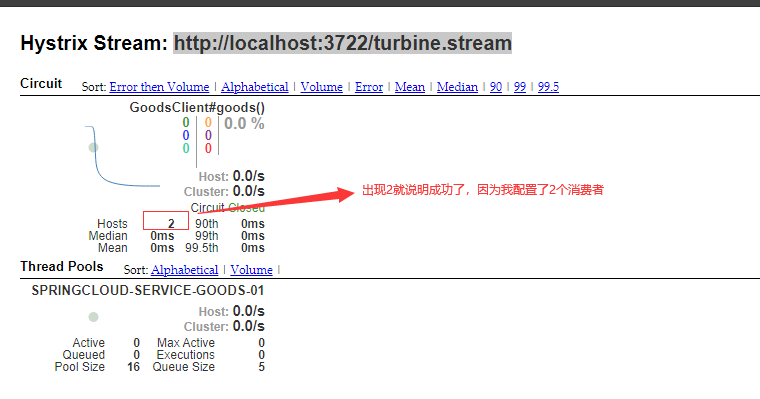 Hystrix Stream: http://localhost:3722/turbine.stream
Circuit Sort: Error then Volume | Alphabetical | Volume | Error | Mean | Median | 90 | 99 | 99.5
GoodsClient#goods()
0 0 0.0 %
0 0
0 0
Host: 0.0/s
Cluster: 0.0/s
出现2就说明成功了，因为我配置了2个消费者
Circuit Closed
Hosts 2 90th 0ms
Median 0ms 99th 0ms
Mean 0ms 99.5th 0ms
Thread Pools Sort: Alphabetical | Volume |
SPRINGCLOUD-SERVICE-GOODS-01
Host: 0.0/s
Cluster: 0.0/s
Active 0 Max Active 0
Queued 0 Executions 0
Pool Size 16 Queue Size 5